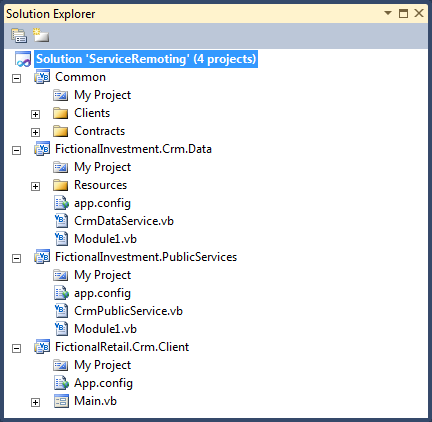 Solution Explorer
Solution 'ServiceRemoting' (4 projects)
Common
My Project
Clients
Contracts
FictionalInvestment.Crm.Data
My Project
Resources
app.config
CrmDataService.vb
Module1.vb
FictionalInvestment.PublicServices
My Project
app.config
CrmPublicService.vb
Module1.vb
FictionalRetail.Crm.Client
My Project
App.config
Main.vb